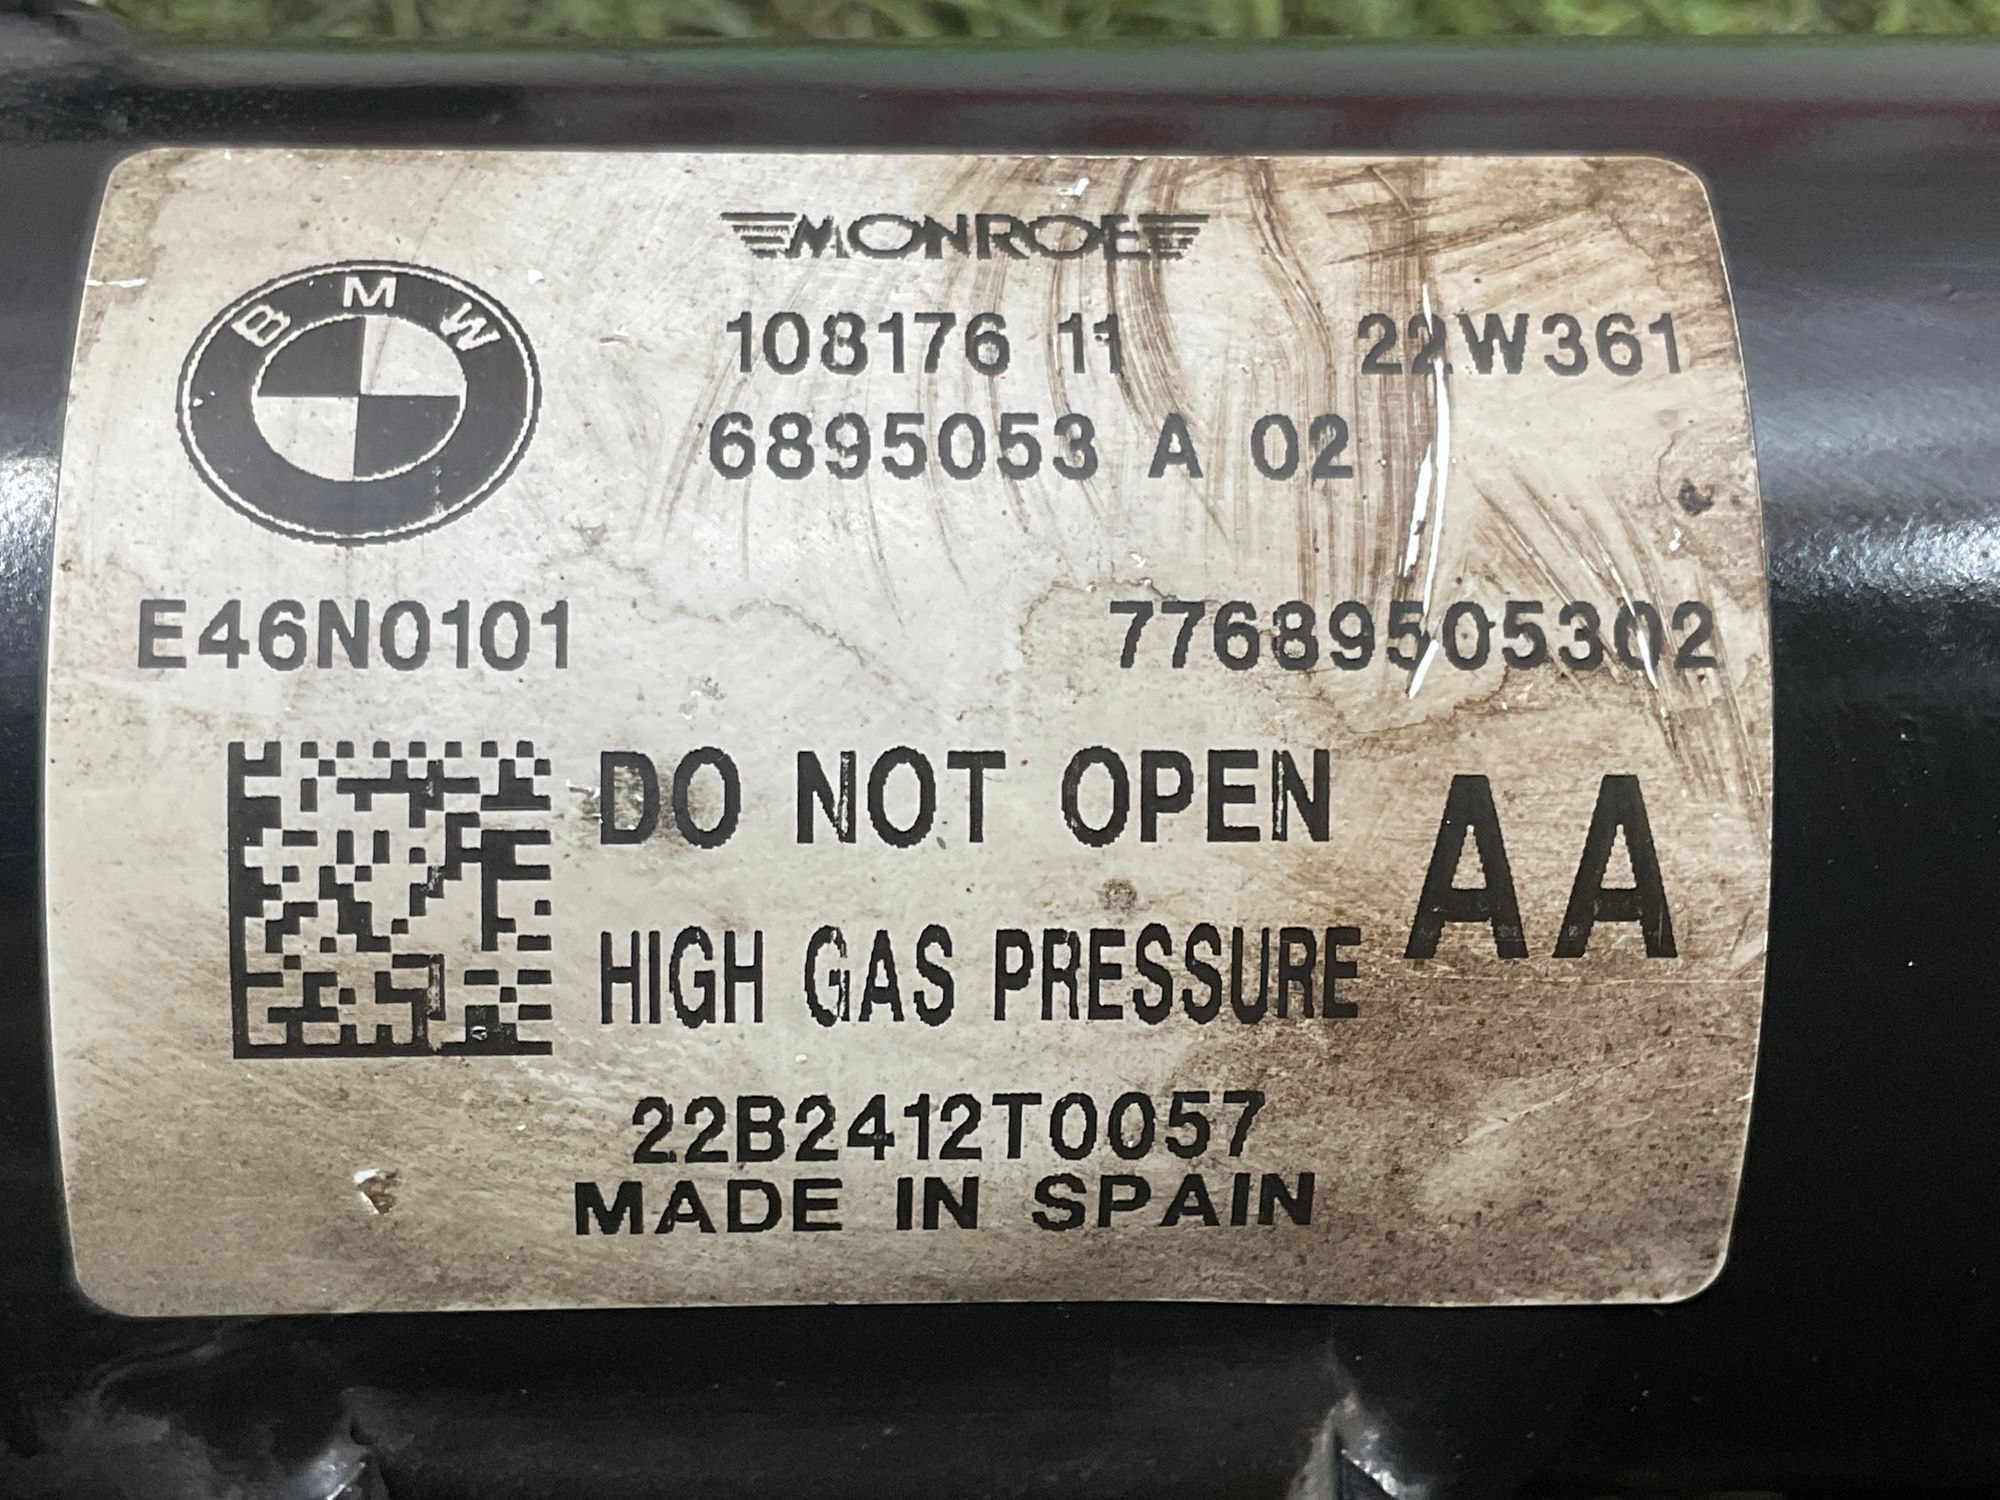 MONROE
BMW
108176 11 22W361
6895053 A 02
E46N0101 77689505302
DO NOT OPEN AA
HIGH GAS PRESSURE
22B2412T0057
MADE IN SPAIN